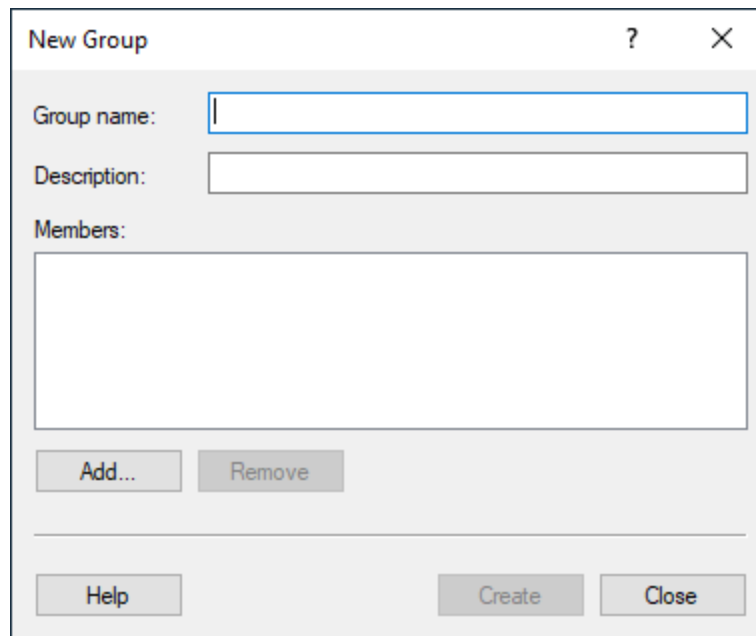 New Group
?
Group name:
Description:
Members:
Add... Remove
Help Create Close